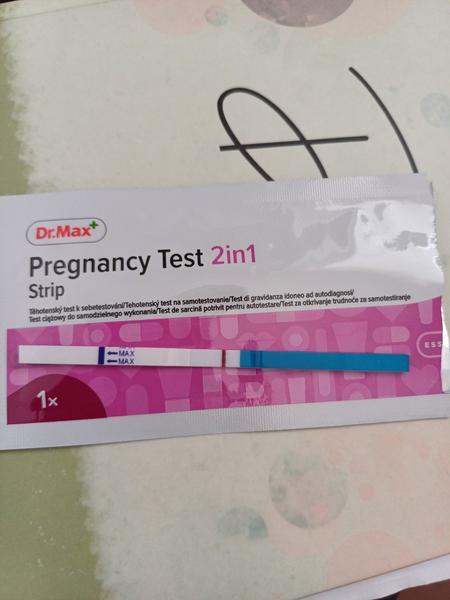 Dr.Max+
Pregnancy Test 2in1
Strip
Těhotenský test k sebetestování/Tehotenský test na samotestovanie/Test di gravidanza idoneo ad autodiagnosi/
Test ciążowy do samodzielnego wykonania/Test de sarcină potrivit pentru autotestare/Test za otkrivanje trudnoće za samotestiranje
ESS
MAX
MAX
1x